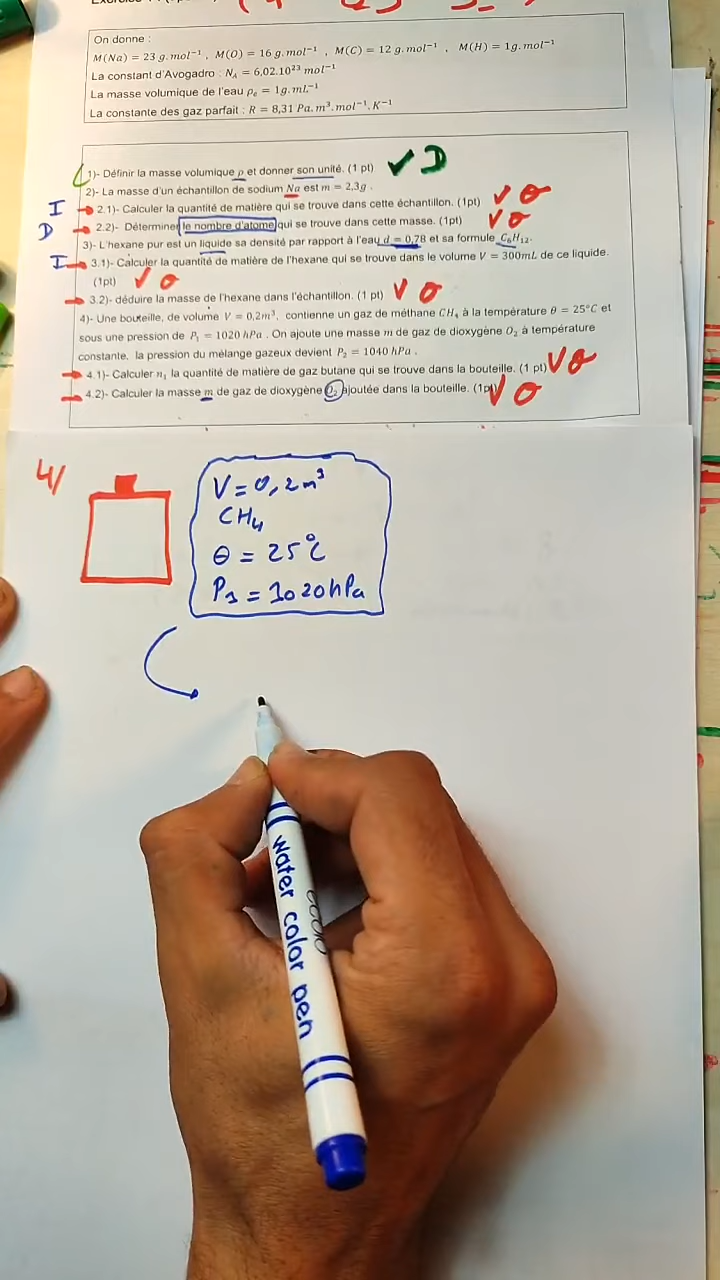 On donne :
M(Na) = 23 g.mol⁻¹ , M(O) = 16 g.mol⁻¹ , M(C) = 12 g.mol⁻¹ , M(H) = 1g.mol⁻¹
La constant d'Avogadro : N_A = 6,02.10²³ mol⁻¹
La masse volumique de l'eau ρₑ = 1g.mL⁻¹
La constante des gaz parfait : R = 8,31 Pa.m³.mol⁻¹.K⁻¹
1)- Définir la masse volumique ρ et donner son unité. (1 pt) D
2)- La masse d'un échantillon de sodium Na est m = 2,3g .
I 2.1)- Calculer la quantité de matière qui se trouve dans cet échantillon. (1pt)
D 2.2)- Déterminer le nombre d'atome qui se trouve dans cette masse. (1pt)
3)- L'hexane pur est un liquide sa densité par rapport à l'eau d = 0,78 et sa formule C₆H₁₂.
I 3.1)- Calculer la quantité de matière de l'hexane qui se trouve dans le volume V = 300mL de ce liquide.
(1pt)
3.2)- déduire la masse de l'hexane dans l'échantillon. (1 pt)
4)- Une bouteille, de volume V = 0,2m³, contienne un gaz de méthane CH₄ à la température θ = 25°C et
sous une pression de P₁ = 1020 hPa . On ajoute une masse m de gaz de dioxygène O₂ à température
constante, la pression du mélange gazeux devient P₂ = 1040 hPa .
4.1)- Calculer n₁ la quantité de matière de gaz butane qui se trouve dans la bouteille. (1 pt)
4.2)- Calculer la masse m de gaz de dioxygène O₂ ajoutée dans la bouteille. (1pt)
4/
V = 0,2m³
CH₄
θ = 25°C
P₁ = 1020hPa
water color pen